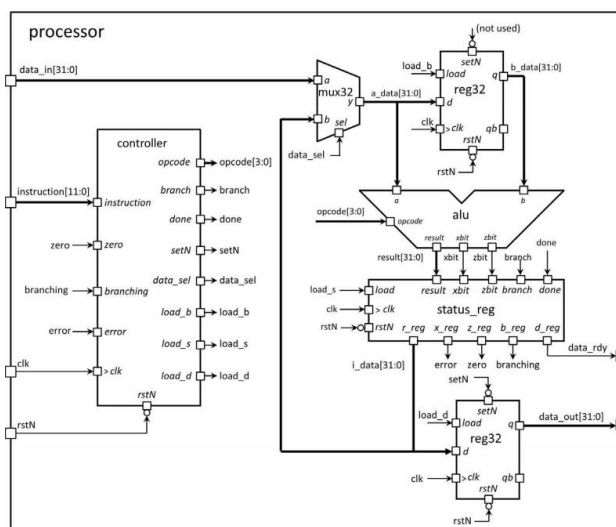 processor
data_in[31:0]
controller
opcode
opcode[3:0]
branch
branch
instruction[11:0]
instruction
done
done
zero
zero
setN
setN
data_sel
data_sel
branching
branching
load_b
load_b
error
error
load_s
load_s
clk
> clk
load_d
load_d
rstN
rstN
a
mux32
y
b
sel
data_sel
a_data[31:0]
(not used)
setN
load_b
load
q
b_data[31:0]
reg32
d
clk
> clk
qb
rstN
rstN
a
b
alu
opcode[3:0]
opcode
result
xbit
zbit
result[31:0]
xbit
zbit
branch
done
load_s
load
result
xbit
zbit
branch
done
clk
> clk
status_reg
rstN
rstN
r_reg
x_reg
z_reg
b_reg
d_reg
i_data[31:0]
error
zero
branching
data_rdy
setN
setN
load_d
load
q
data_out[31:0]
reg32
d
clk
>clk
qb
rstN
rstN